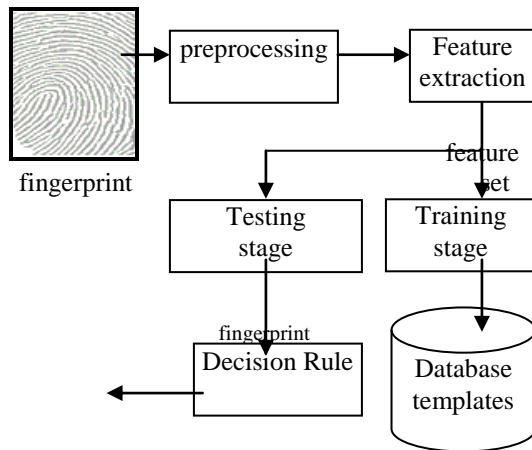 preprocessing
Feature
extraction
fingerprint
feature
set
Testing
stage
Training
stage
fingerprint
Decision Rule
Database
templates